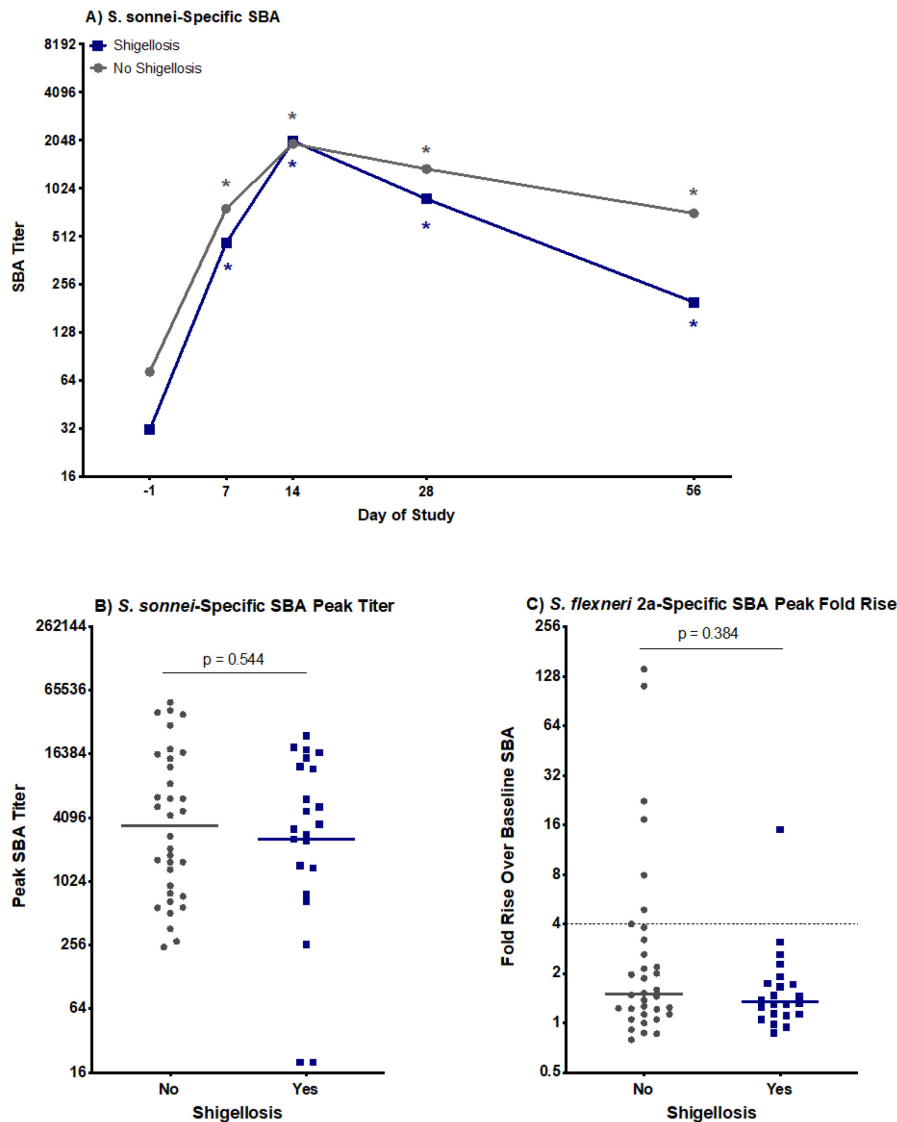 A) S. sonnei-Specific SBA
Shigellosis
No Shigellosis
SBA Titer
8192
4096
2048
1024
512
256
128
64
32
16
* * * *
* * * *
-1 7 14 28 56
Day of Study
B) S. sonnei-Specific SBA Peak Titer
p = 0.544
Peak SBA Titer
262144
65536
16384
4096
1024
256
64
16
No Yes
Shigellosis
C) S. flexneri 2a-Specific SBA Peak Fold Rise
p = 0.384
Fold Rise Over Baseline SBA
256
128
64
32
16
8
4
2
1
0.5
No Yes
Shigellosis